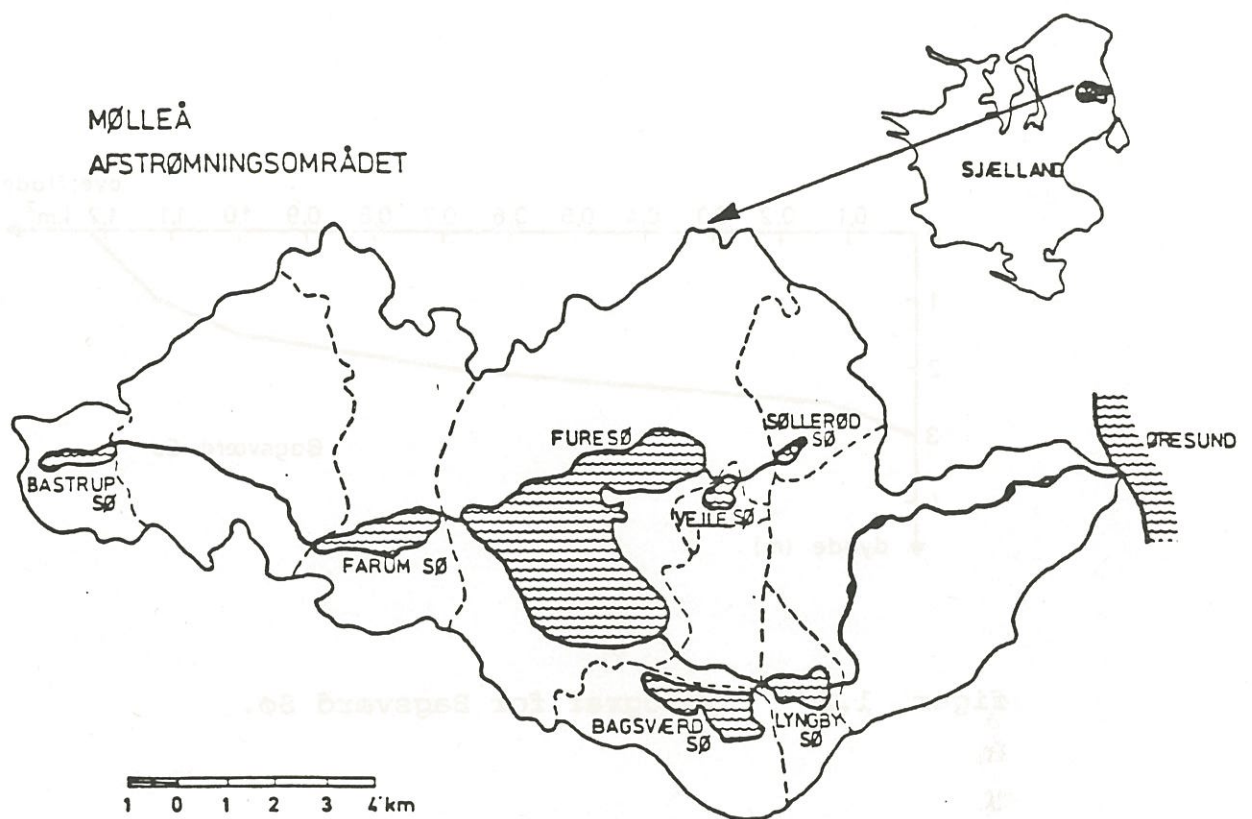 MØLLEÅ
AFSTRØMNINGSOMRÅDET
SJÆLLAND
ØRESUND
SØLLERØD
SØ
FURESØ
VEJLE SØ
BASTRUP
SØ
FARUM SØ
BAGSVÆRD
SØ
LYNGBY
SØ
1 0 1 2 3 4 km